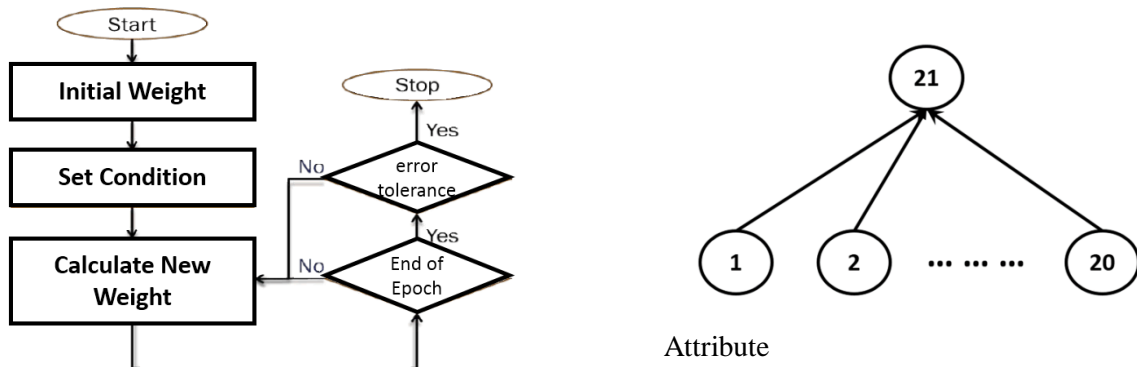 Start
Initial Weight
Set Condition
Calculate New
Weight
Stop
Yes
No
error
tolerance
Yes
No
End of
Epoch
21
1
2
... ... ...
20
Attribute